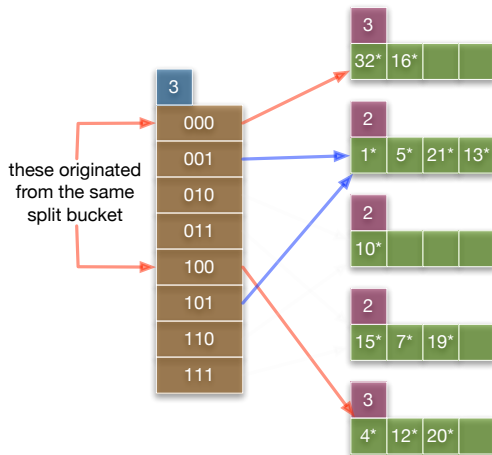 3
32* 16*
3
000
001
010
011
100
101
110
111
these originated
from the same
split bucket
2
1* 5* 21* 13*
2
10*
2
15* 7* 19*
3
4* 12* 20*